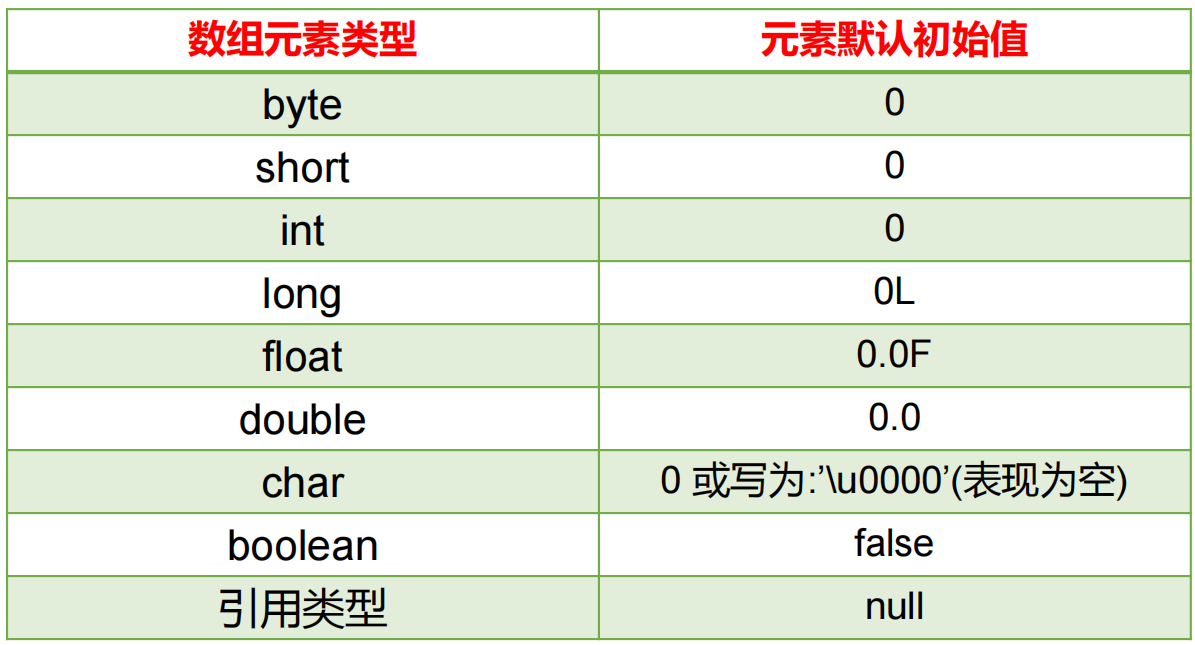 数组元素类型 元素默认初始值
byte 0
short 0
int 0
long 0L
float 0.0F
double 0.0
char 0 或写为:’\u0000’(表现为空)
boolean false
引用类型 null